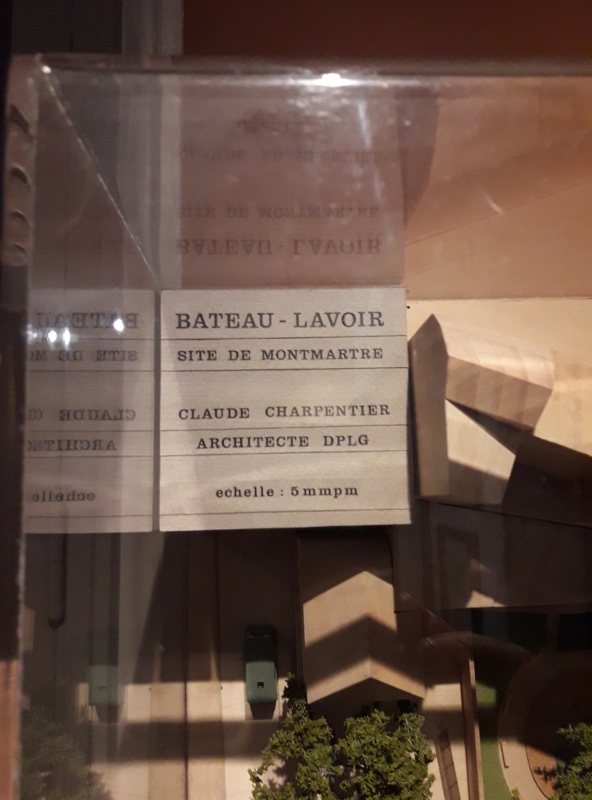 BATEAU - LAVOIR
SITE DE MONTMARTRE
CLAUDE CHARPENTIER
ARCHITECTE DPLG
echelle : 5mmpm